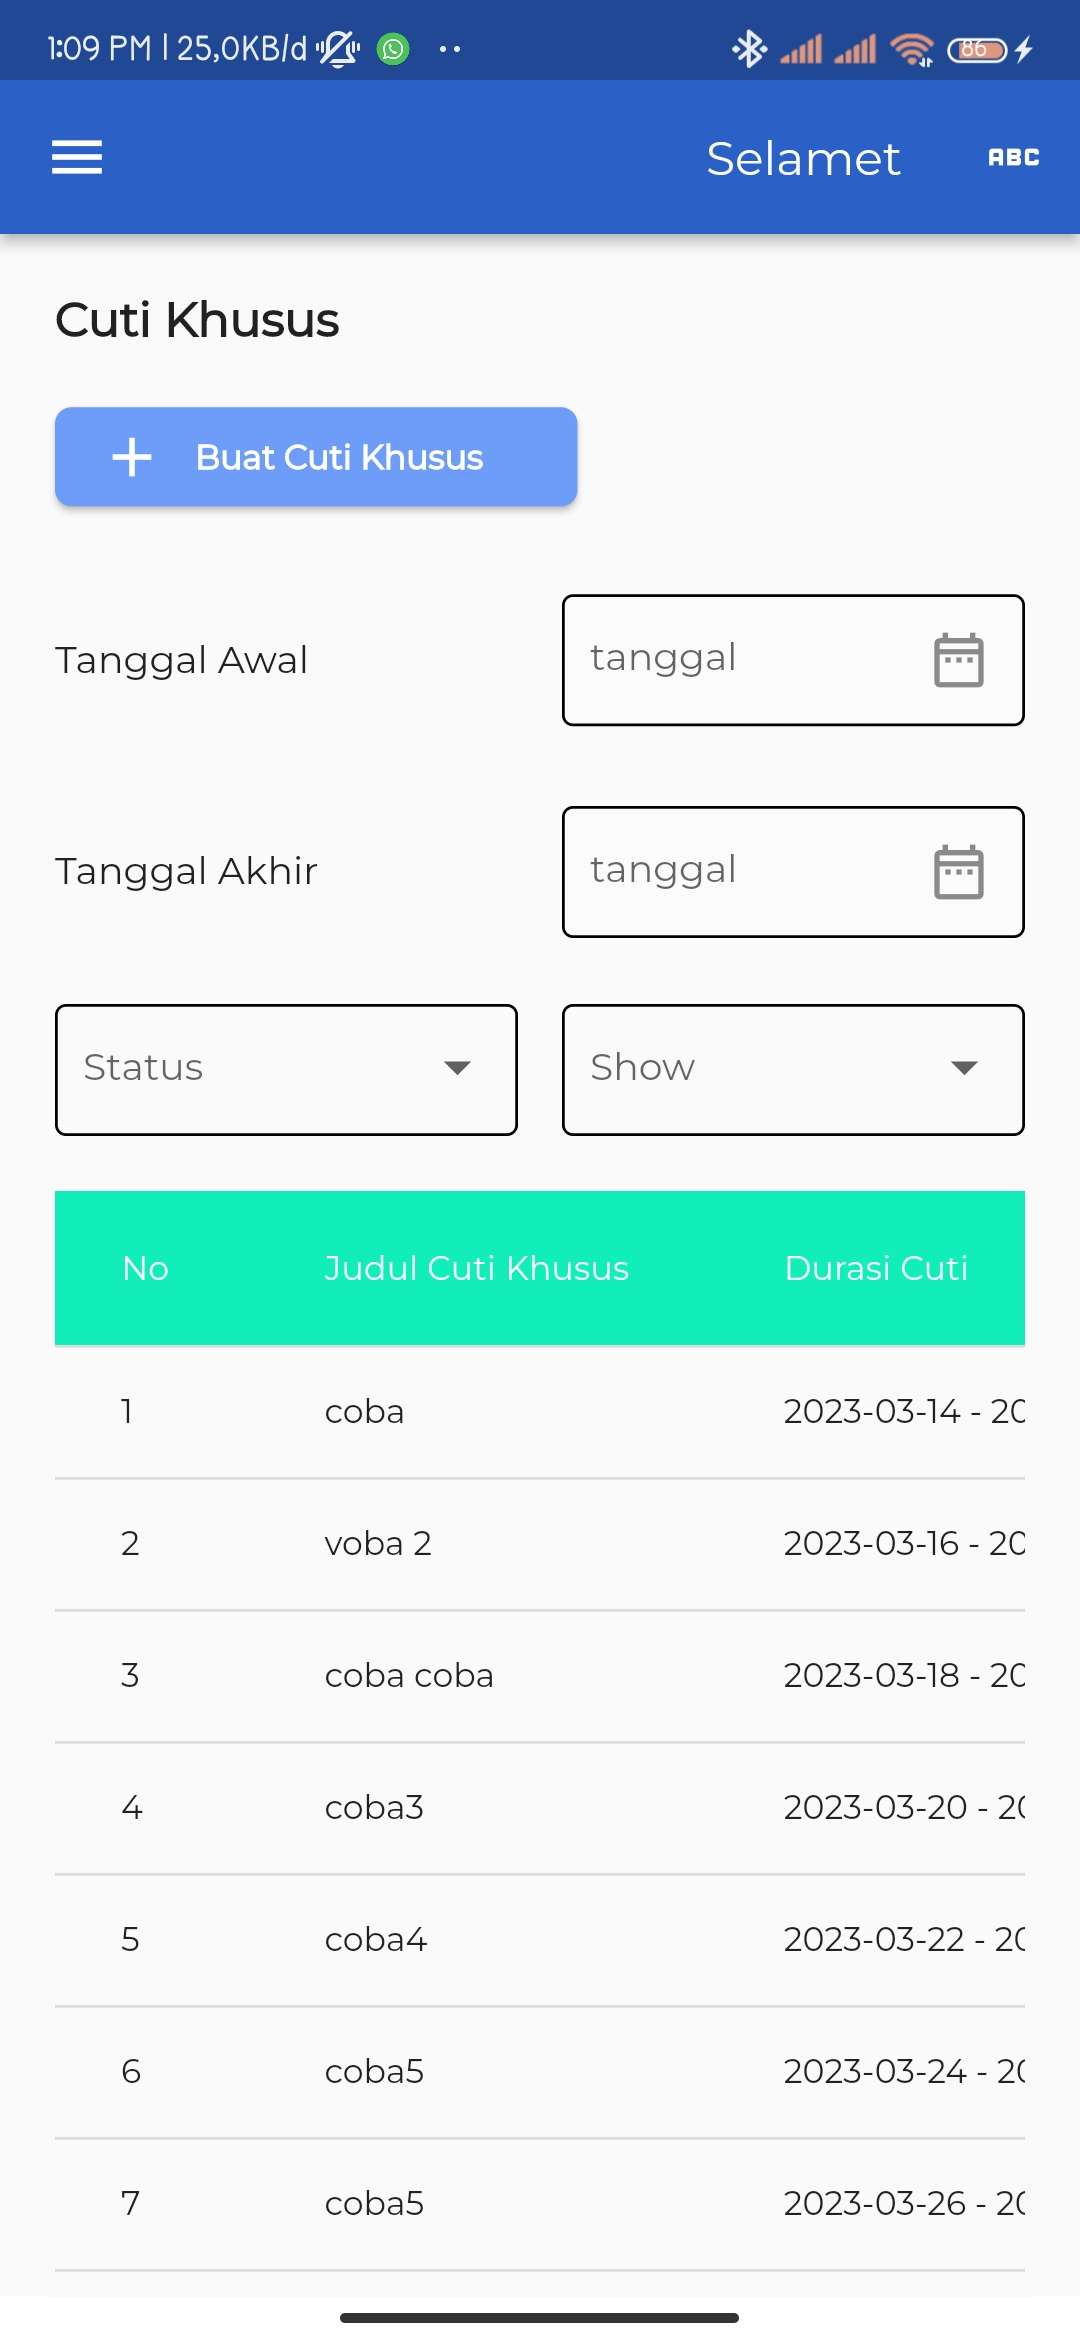 1:09 PM | 25,0KB/d 86
Selamet ABC
Cuti Khusus
Buat Cuti Khusus
Tanggal Awal tanggal
Tanggal Akhir tanggal
Status Show
No Judul Cuti Khusus Durasi Cuti
1 coba 2023-03-14 - 20
2 voba 2 2023-03-16 - 20
3 coba coba 2023-03-18 - 20
4 coba3 2023-03-20 - 20
5 coba4 2023-03-22 - 20
6 coba5 2023-03-24 - 20
7 coba5 2023-03-26 - 20